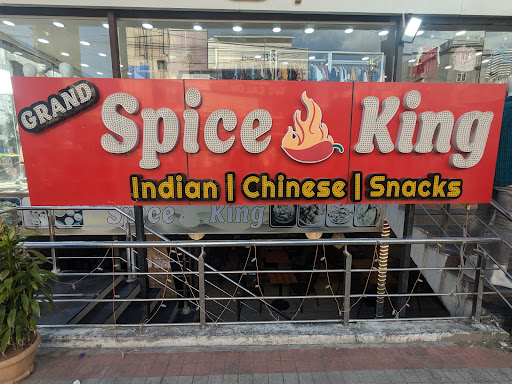 GRAND
Spice King
Indian | Chinese | Snacks
Spice King